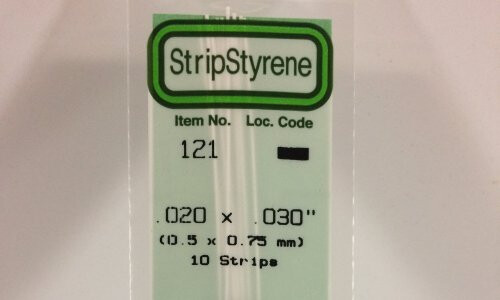 StripStyrene
Item No. Loc. Code
121
.020 x .030"
(0.5 x 0.75 mm)
10 Strips